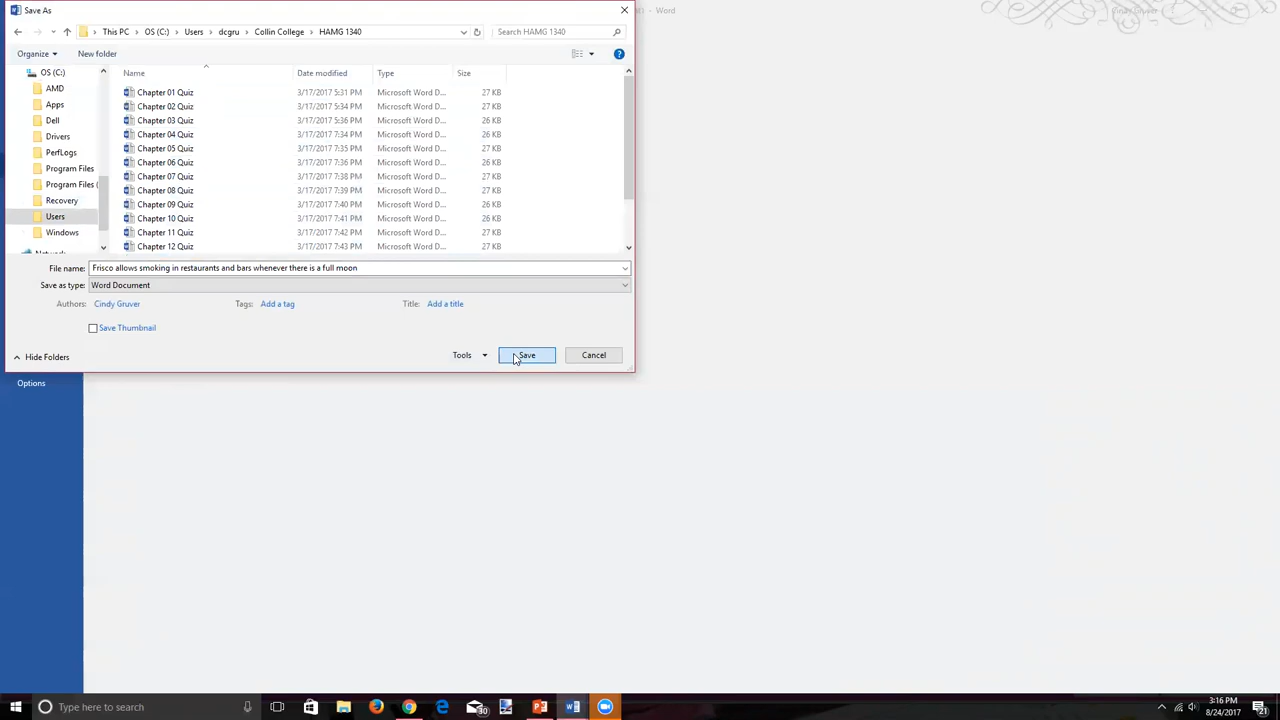 Save As
- Word
Cindy Gruver
This PC > OS (C:) > Users > dcgru > Collin College > HAMG 1340
Search HAMG 1340
Organize
New folder
Name Date modified Type Size
OS (C:)
AMD
Apps
Dell
Drivers
PerfLogs
Program Files
Program Files (
Recovery
Users
Windows
Network
Chapter 01 Quiz 3/17/2017 5:31 PM Microsoft Word D... 27 KB
Chapter 02 Quiz 3/17/2017 5:34 PM Microsoft Word D... 27 KB
Chapter 03 Quiz 3/17/2017 5:36 PM Microsoft Word D... 26 KB
Chapter 04 Quiz 3/17/2017 7:34 PM Microsoft Word D... 26 KB
Chapter 05 Quiz 3/17/2017 7:35 PM Microsoft Word D... 27 KB
Chapter 06 Quiz 3/17/2017 7:36 PM Microsoft Word D... 26 KB
Chapter 07 Quiz 3/17/2017 7:38 PM Microsoft Word D... 27 KB
Chapter 08 Quiz 3/17/2017 7:39 PM Microsoft Word D... 27 KB
Chapter 09 Quiz 3/17/2017 7:40 PM Microsoft Word D... 26 KB
Chapter 10 Quiz 3/17/2017 7:41 PM Microsoft Word D... 26 KB
Chapter 11 Quiz 3/17/2017 7:42 PM Microsoft Word D... 27 KB
Chapter 12 Quiz 3/17/2017 7:43 PM Microsoft Word D... 27 KB
File name: Frisco allows smoking in restaurants and bars whenever there is a full moon
Save as type: Word Document
Authors: Cindy Gruver Tags: Add a tag Title: Add a title
Save Thumbnail
Hide Folders
Tools
Save
Cancel
Options
Type here to search
30
3:16 PM
8/24/2017